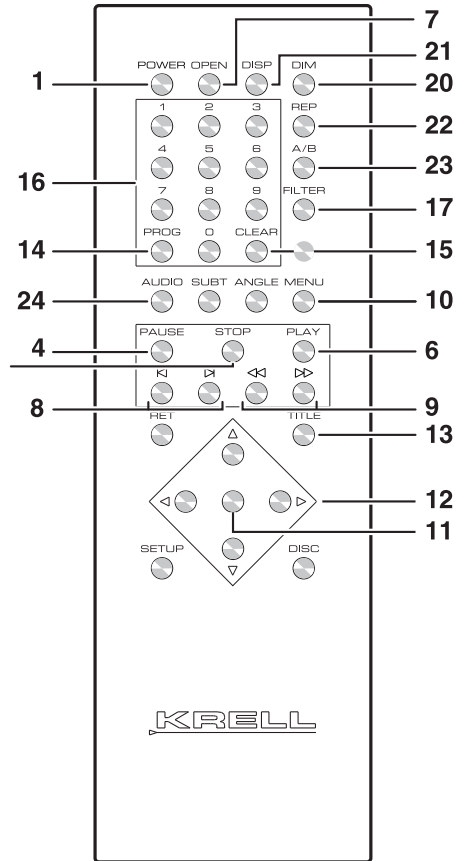 7
21
1
POWER OPEN DISP DIM
20
1 2 3 REP
22
4 5 6 A/B
23
16
7 8 9 FILTER
17
14
PROG 0 CLEAR
15
24
AUDIO SUBT ANGLE MENU
10
4
PAUSE STOP PLAY
6
8
9
RET TITLE
13
12
11
SETUP DISC
KRELL